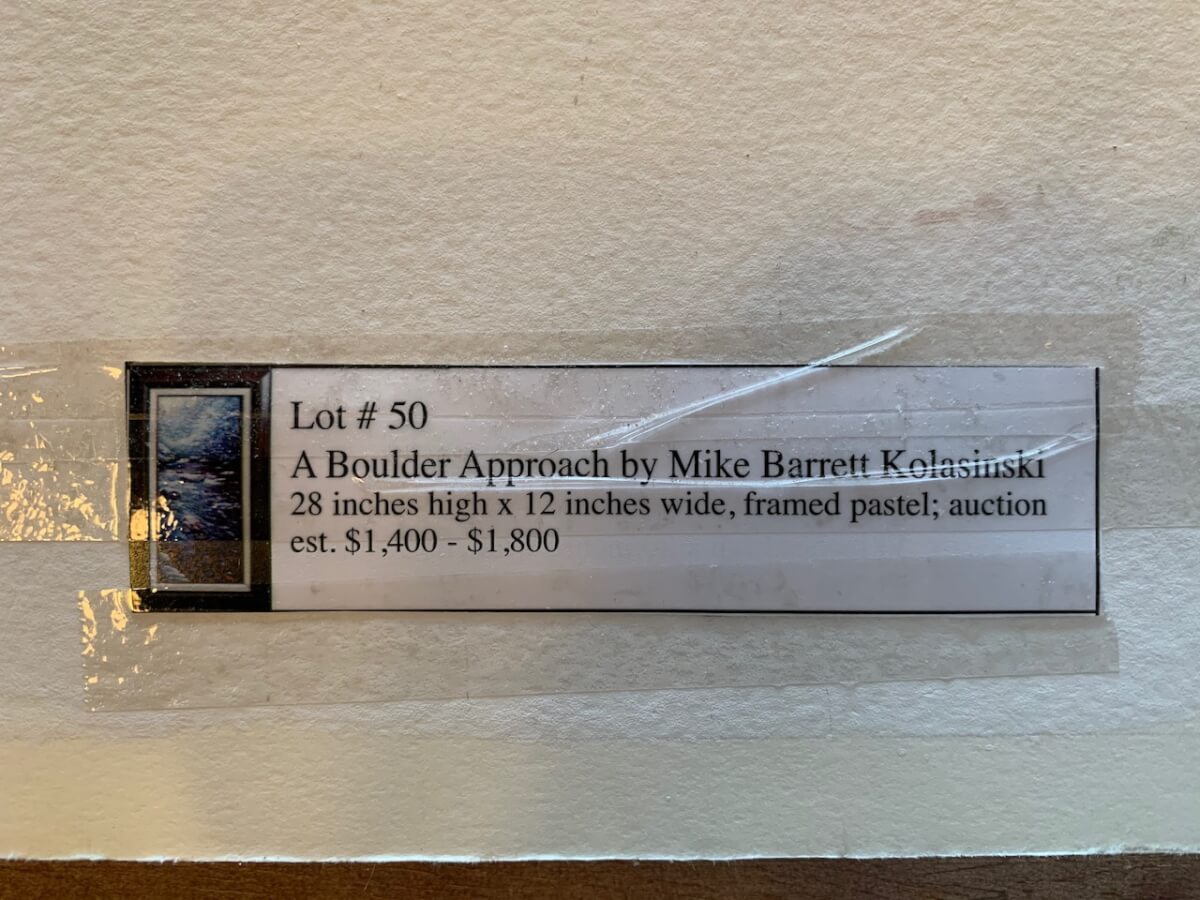 Lot # 50
A Boulder Approach by Mike Barrett Kolasinski
28 inches high x 12 inches wide, framed pastel; auction
est. $1,400 - $1,800